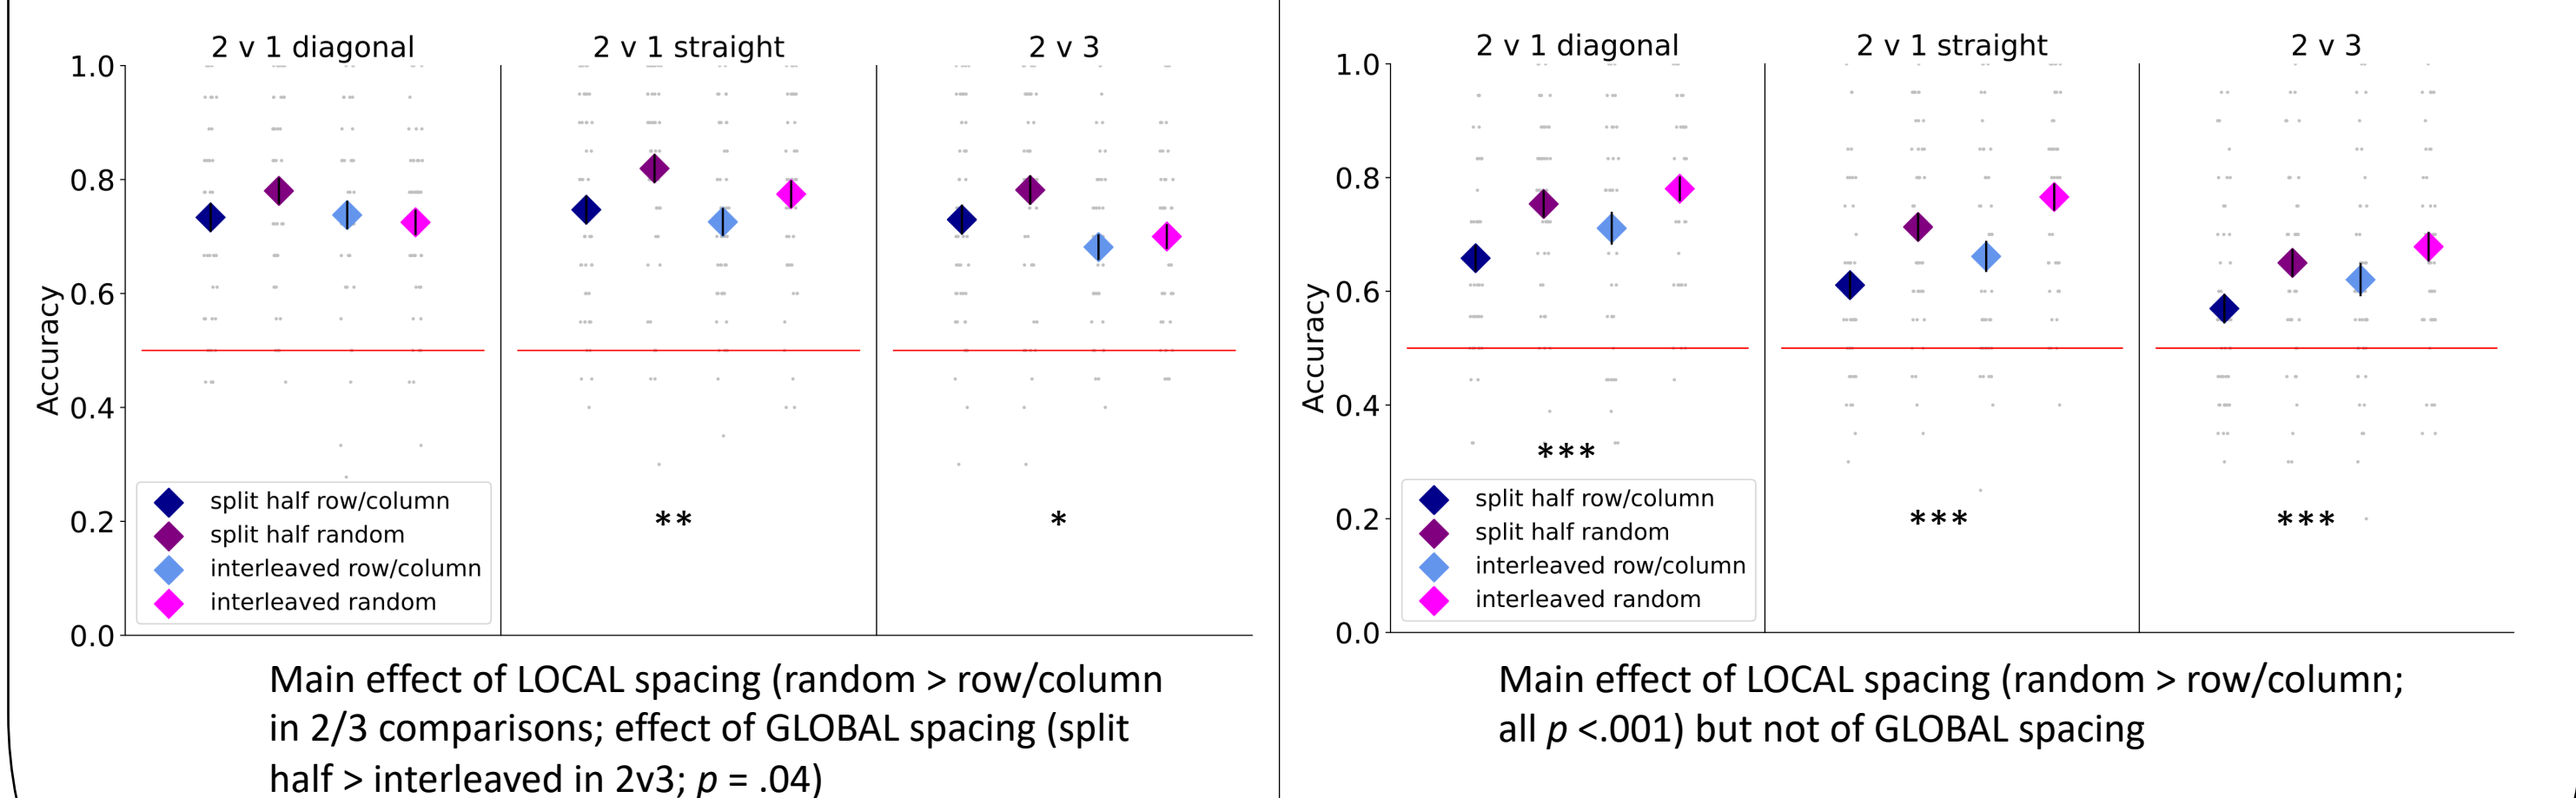 2 v 1 diagonal
2 v 1 straight
2 v 3
1.0
0.8
0.6
0.4
0.2
0.0
Accuracy
split half row/column
split half random
interleaved row/column
interleaved random
**
*
Main effect of LOCAL spacing (random > row/column
in 2/3 comparisons; effect of GLOBAL spacing (split
half > interleaved in 2v3; p = .04)
2 v 1 diagonal
2 v 1 straight
2 v 3
1.0
0.8
0.6
0.4
0.2
0.0
Accuracy
***
split half row/column
split half random
interleaved row/column
interleaved random
***
***
Main effect of LOCAL spacing (random > row/column;
all p <.001) but not of GLOBAL spacing